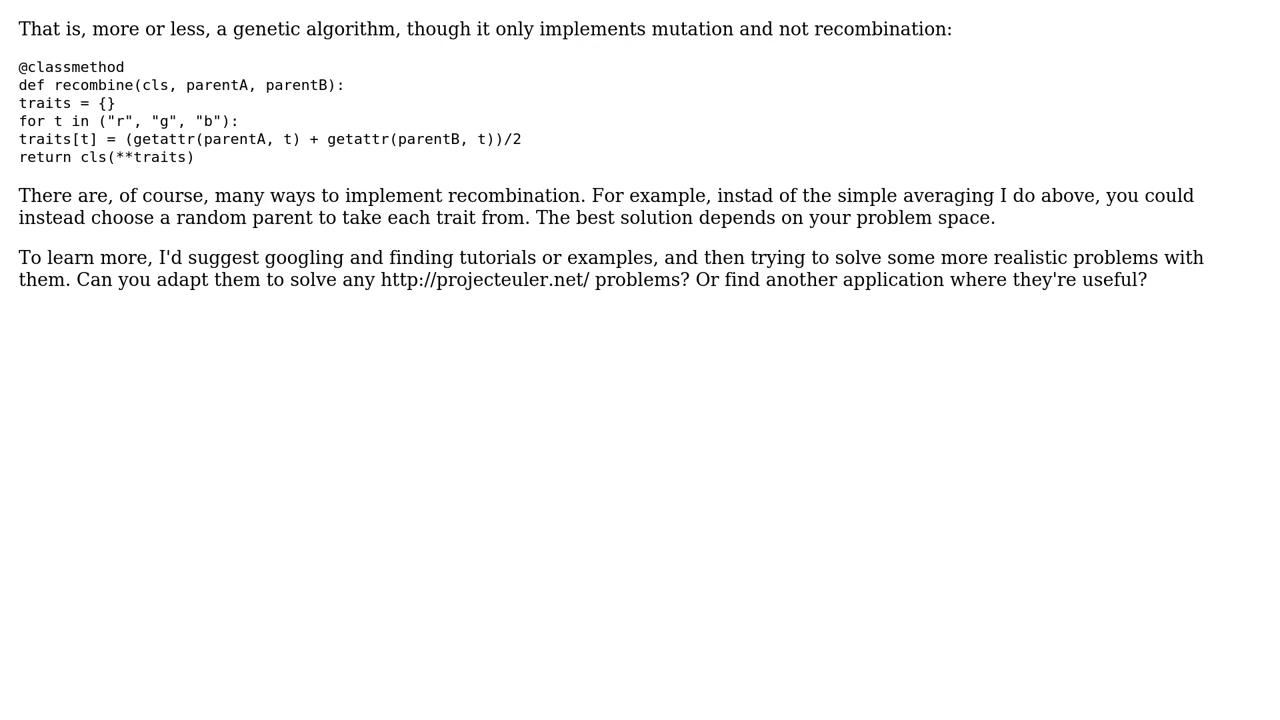 That is, more or less, a genetic algorithm, though it only implements mutation and not recombination:
@classmethod
def recombine(cls, parentA, parentB):
traits = {}
for t in ("r", "g", "b"):
traits[t] = (getattr(parentA, t) + getattr(parentB, t))/2
return cls(**traits)
There are, of course, many ways to implement recombination. For example, instad of the simple averaging I do above, you could
instead choose a random parent to take each trait from. The best solution depends on your problem space.
To learn more, I'd suggest googling and finding tutorials or examples, and then trying to solve some more realistic problems with
them. Can you adapt them to solve any http://projecteuler.net/ problems? Or find another application where they're useful?